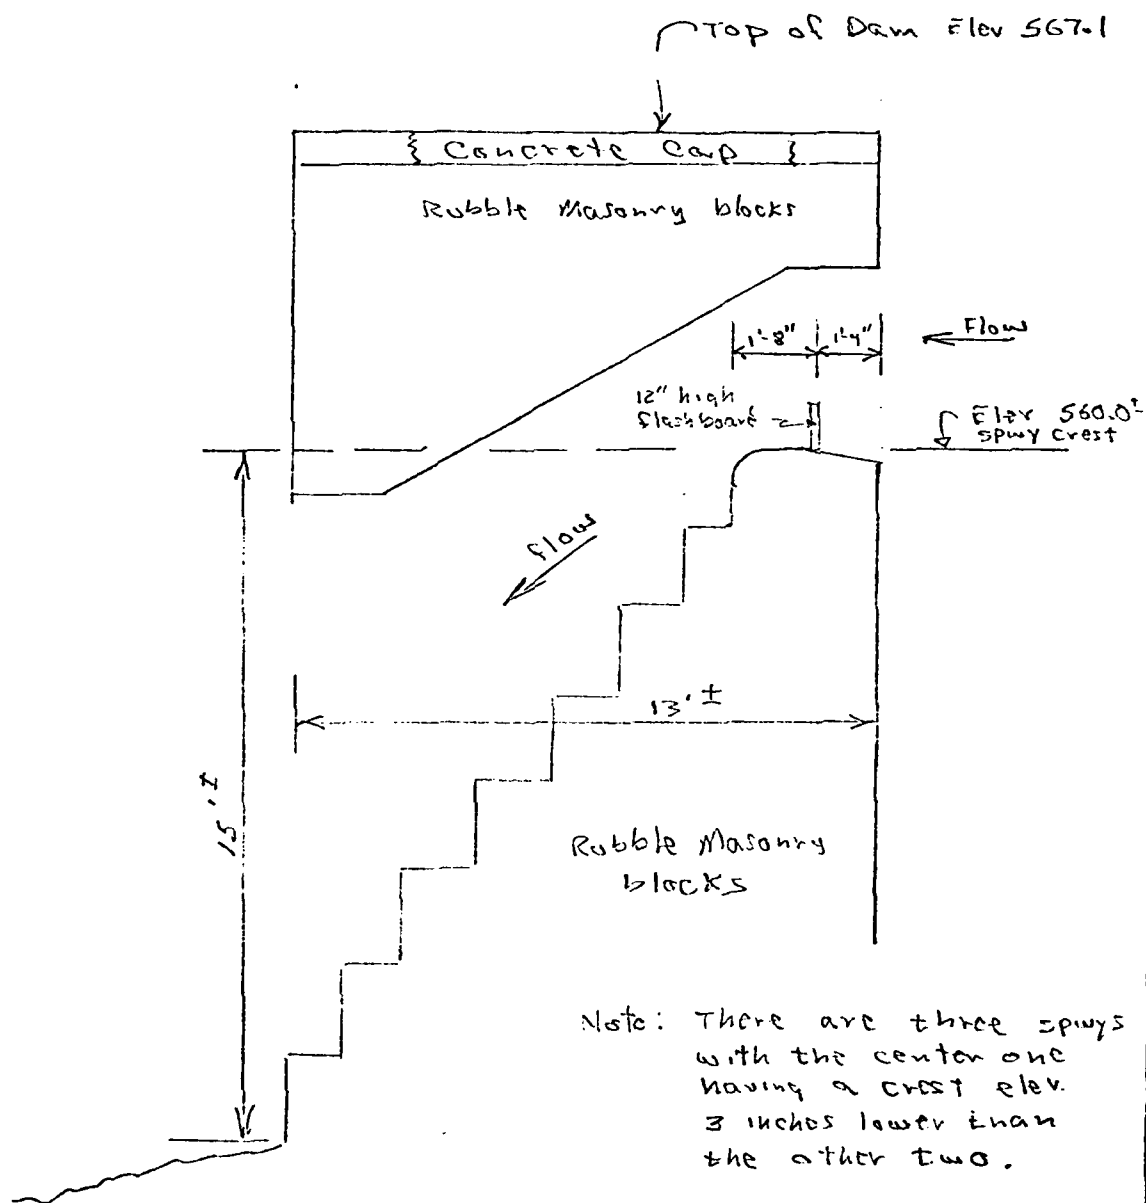 Top of Dam Elev 567.1
Concrete Cap
Rubble Masonry blocks
1'-8"
1'-4"
Flow
12" high
flashboard
Elev 560.0±
spwy crest
flow
13'±
15'±
Rubble Masonry
blocks
Note: There are three spwys
with the center one
having a crest elev.
3 inches lower than
the other two.